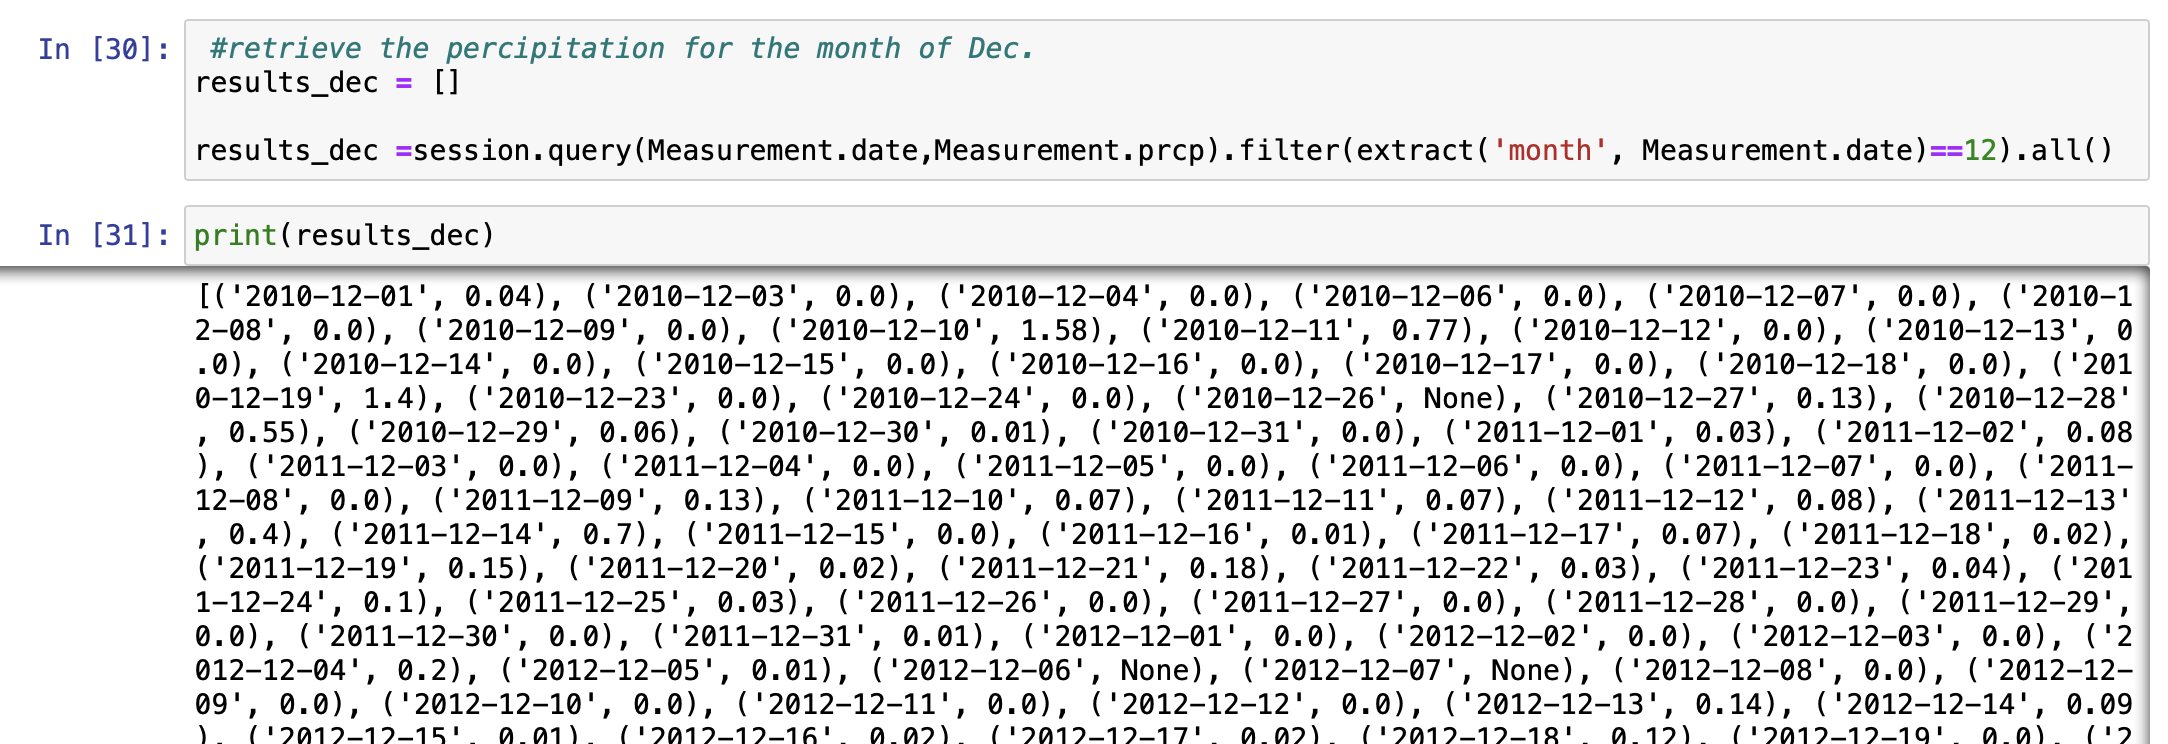 In [30]: #retrieve the percipitation for the month of Dec.
results_dec = []
results_dec =session.query(Measurement.date,Measurement.prcp).filter(extract('month', Measurement.date)==12).all()
In [31]: print(results_dec)
[('2010-12-01', 0.04), ('2010-12-03', 0.0), ('2010-12-04', 0.0), ('2010-12-06', 0.0), ('2010-12-07', 0.0), ('2010-1
2-08', 0.0), ('2010-12-09', 0.0), ('2010-12-10', 1.58), ('2010-12-11', 0.77), ('2010-12-12', 0.0), ('2010-12-13', 0
.0), ('2010-12-14', 0.0), ('2010-12-15', 0.0), ('2010-12-16', 0.0), ('2010-12-17', 0.0), ('2010-12-18', 0.0), ('201
0-12-19', 1.4), ('2010-12-23', 0.0), ('2010-12-24', 0.0), ('2010-12-26', None), ('2010-12-27', 0.13), ('2010-12-28'
, 0.55), ('2010-12-29', 0.06), ('2010-12-30', 0.01), ('2010-12-31', 0.0), ('2011-12-01', 0.03), ('2011-12-02', 0.08
), ('2011-12-03', 0.0), ('2011-12-04', 0.0), ('2011-12-05', 0.0), ('2011-12-06', 0.0), ('2011-12-07', 0.0), ('2011-
12-08', 0.0), ('2011-12-09', 0.13), ('2011-12-10', 0.07), ('2011-12-11', 0.07), ('2011-12-12', 0.08), ('2011-12-13'
, 0.4), ('2011-12-14', 0.7), ('2011-12-15', 0.0), ('2011-12-16', 0.01), ('2011-12-17', 0.07), ('2011-12-18', 0.02),
('2011-12-19', 0.15), ('2011-12-20', 0.02), ('2011-12-21', 0.18), ('2011-12-22', 0.03), ('2011-12-23', 0.04), ('201
1-12-24', 0.1), ('2011-12-25', 0.03), ('2011-12-26', 0.0), ('2011-12-27', 0.0), ('2011-12-28', 0.0), ('2011-12-29',
0.0), ('2011-12-30', 0.0), ('2011-12-31', 0.01), ('2012-12-01', 0.0), ('2012-12-02', 0.0), ('2012-12-03', 0.0), ('2
012-12-04', 0.2), ('2012-12-05', 0.01), ('2012-12-06', None), ('2012-12-07', None), ('2012-12-08', 0.0), ('2012-12-
09', 0.0), ('2012-12-10', 0.0), ('2012-12-11', 0.0), ('2012-12-12', 0.0), ('2012-12-13', 0.14), ('2012-12-14', 0.09
), ('2012-12-15', 0.01), ('2012-12-16', 0.02), ('2012-12-17', 0.02), ('2012-12-18', 0.12), ('2012-12-19', 0.0), ('2